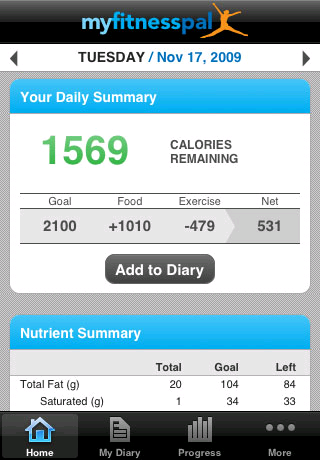 myfitnesspal
TUESDAY / Nov 17, 2009
Your Daily Summary
1569
CALORIES
REMAINING
Goal Food Exercise Net
2100 +1010 -479 531
Add to Diary
Nutrient Summary
Total Goal Left
Total Fat (g) 20 104 84
Saturated (g) 1 34 33
Home My Diary Progress More